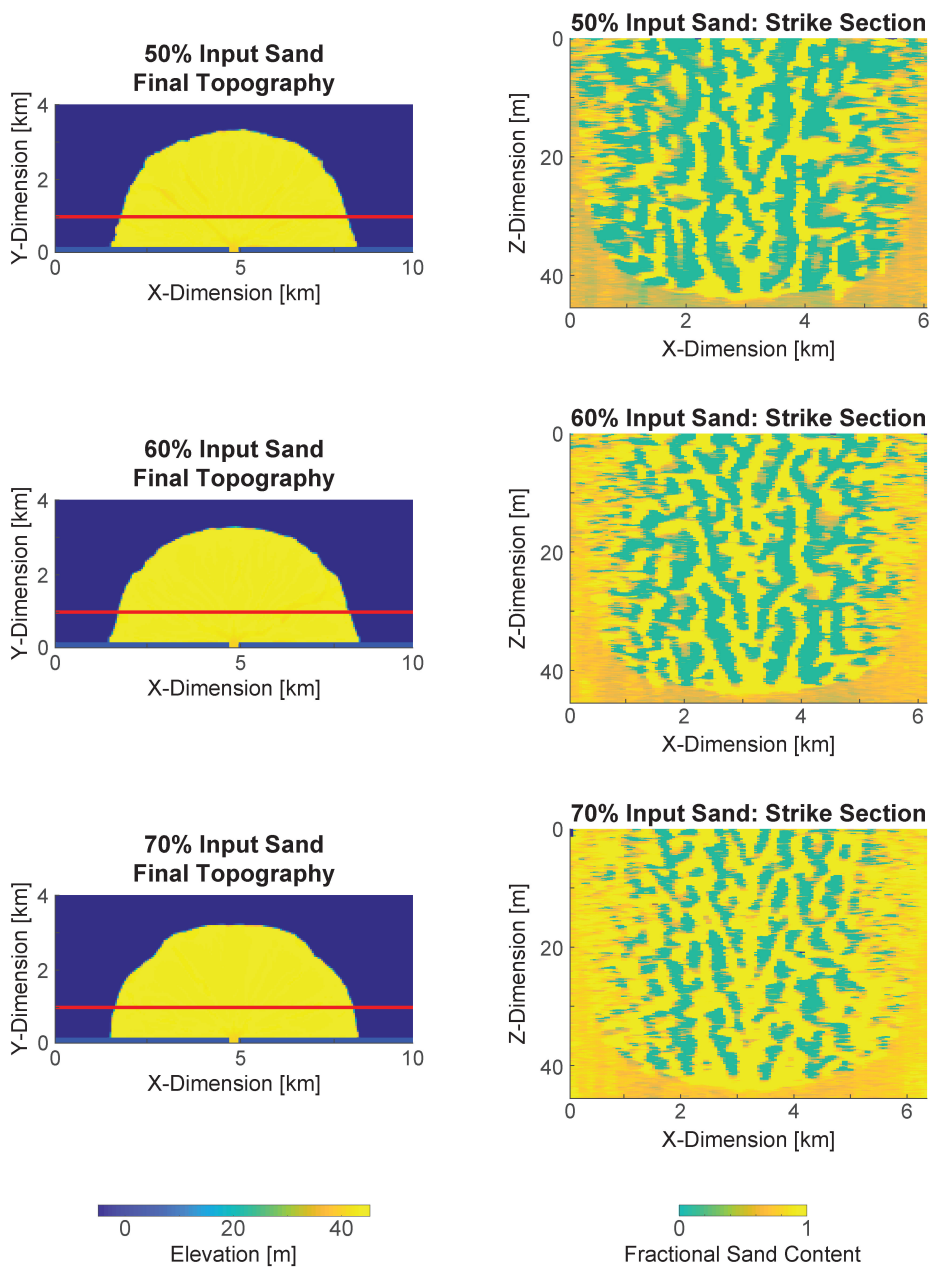 50% Input Sand
Final Topography
4
2
0
Y-Dimension [km]
0
5
10
X-Dimension [km]
50% Input Sand: Strike Section
0
20
40
Z-Dimension [m]
0
2
4
6
X-Dimension [km]
60% Input Sand
Final Topography
4
2
0
Y-Dimension [km]
0
5
10
X-Dimension [km]
60% Input Sand: Strike Section
0
20
40
Z-Dimension [m]
0
2
4
6
X-Dimension [km]
70% Input Sand
Final Topography
4
2
0
Y-Dimension [km]
0
5
10
X-Dimension [km]
70% Input Sand: Strike Section
0
20
40
Z-Dimension [m]
0
2
4
6
X-Dimension [km]
0
20
40
Elevation [m]
0
1
Fractional Sand Content